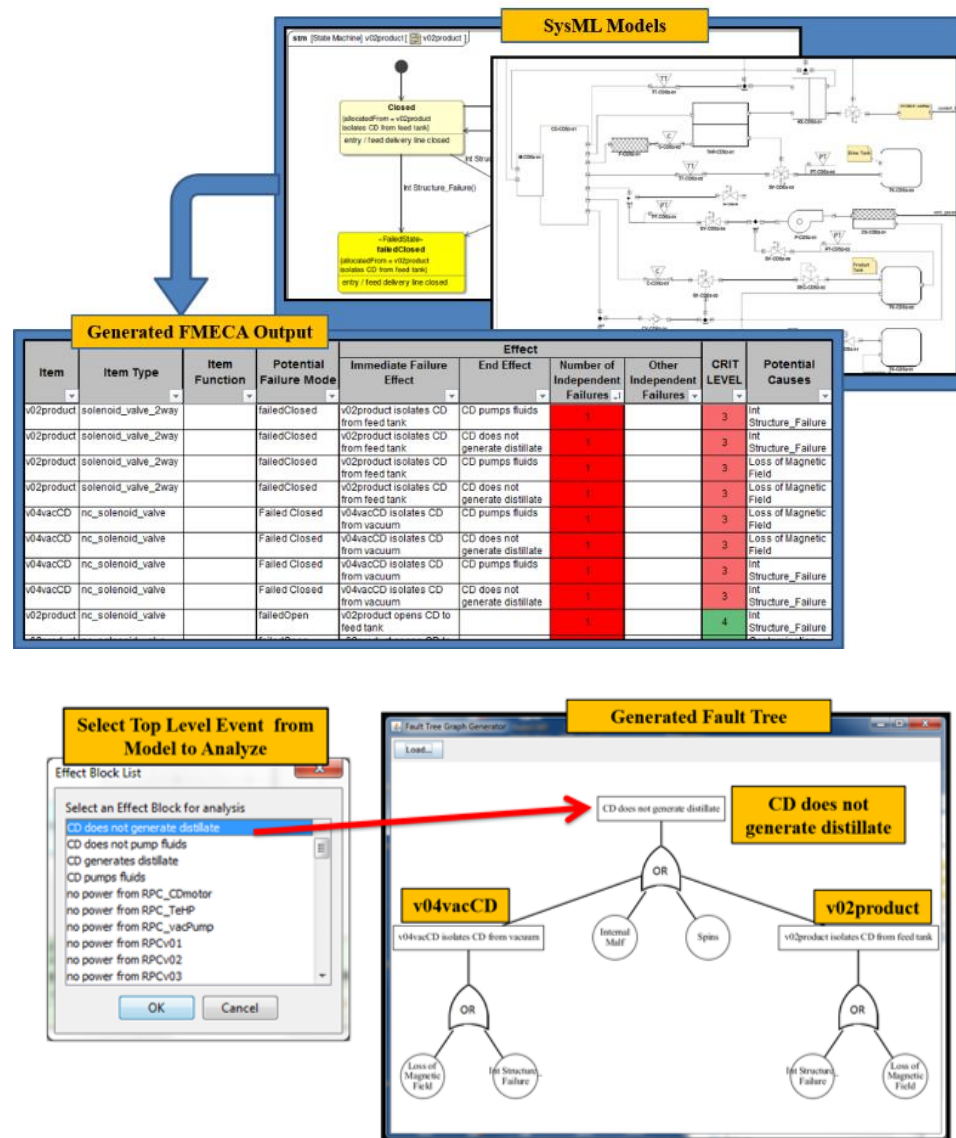 SysML Models
stm [State Machine] v02product [ v02product ]
Closed
{allocatedFrom = v02product
isolates CD from feed tank}
entry / feed delivery line closed
Int Struc
Int Structure_Failure()
«FailedState»
failedClosed
{allocatedFrom = v02product
isolates CD from feed tank}
entry / feed delivery line closed
TT
C
TT
PT
PT
PT
PT
C
Product
Tank
Generated FMECA Output
Effect
Item
Item Type
Item
Function
Potential
Failure Mode
Immediate Failure
Effect
End Effect
Number of
Independent
Failures
Other
Independent
Failures
CRIT
LEVEL
Potential
Causes
v02product solenoid_valve_2way failedClosed v02product isolates CD CD pumps fluids 1 3 Int
from feed tank Structure_Failure
v02product solenoid_valve_2way failedClosed v02product isolates CD CD does not 1 3 Int
from feed tank generate distillate Structure_Failure
v02product solenoid_valve_2way failedClosed v02product isolates CD CD pumps fluids 1 3 Loss of Magnetic
from feed tank Field
v02product solenoid_valve_2way failedClosed v02product isolates CD CD does not 1 3 Loss of Magnetic
from feed tank generate distillate Field
v04vacCD nc_solenoid_valve Failed Closed v04vacCD isolates CD CD pumps fluids 1 3 Loss of Magnetic
from vacuum Field
v04vacCD nc_solenoid_valve Failed Closed v04vacCD isolates CD CD does not 1 3 Loss of Magnetic
from vacuum generate distillate Field
v04vacCD nc_solenoid_valve Failed Closed v04vacCD isolates CD CD pumps fluids 1 3 Int
from vacuum Structure_Failure
v04vacCD nc_solenoid_valve Failed Closed v04vacCD isolates CD CD does not 1 3 Int
from vacuum generate distillate Structure_Failure
v02product nc_solenoid_valve failedOpen v02product opens CD to 1 4 Int
feed tank Structure_Failure
Select Top Level Event from
Model to Analyze
Effect Block List
Select an Effect Block for analysis
CD does not generate distillate
CD does not pump fluids
CD generates distillate
CD pumps fluids
no power from RPC_CDmotor
no power from RPC_TeHP
no power from RPC_vacPump
no power from RPCv01
no power from RPCv02
no power from RPCv03
OK Cancel
Generated Fault Tree
Fault Tree Graph Generator
Load...
CD does not generate distillate
CD does not
generate distillate
OR
v04vacCD
v02product
v04vacCD isolates CD from vacuum
Internal
Malf
Spins
v02product isolates CD from feed tank
OR
OR
Loss of
Magnetic
Field
Int Structure_
Failure
Int Structure_
Failure
Loss of
Magnetic
Field